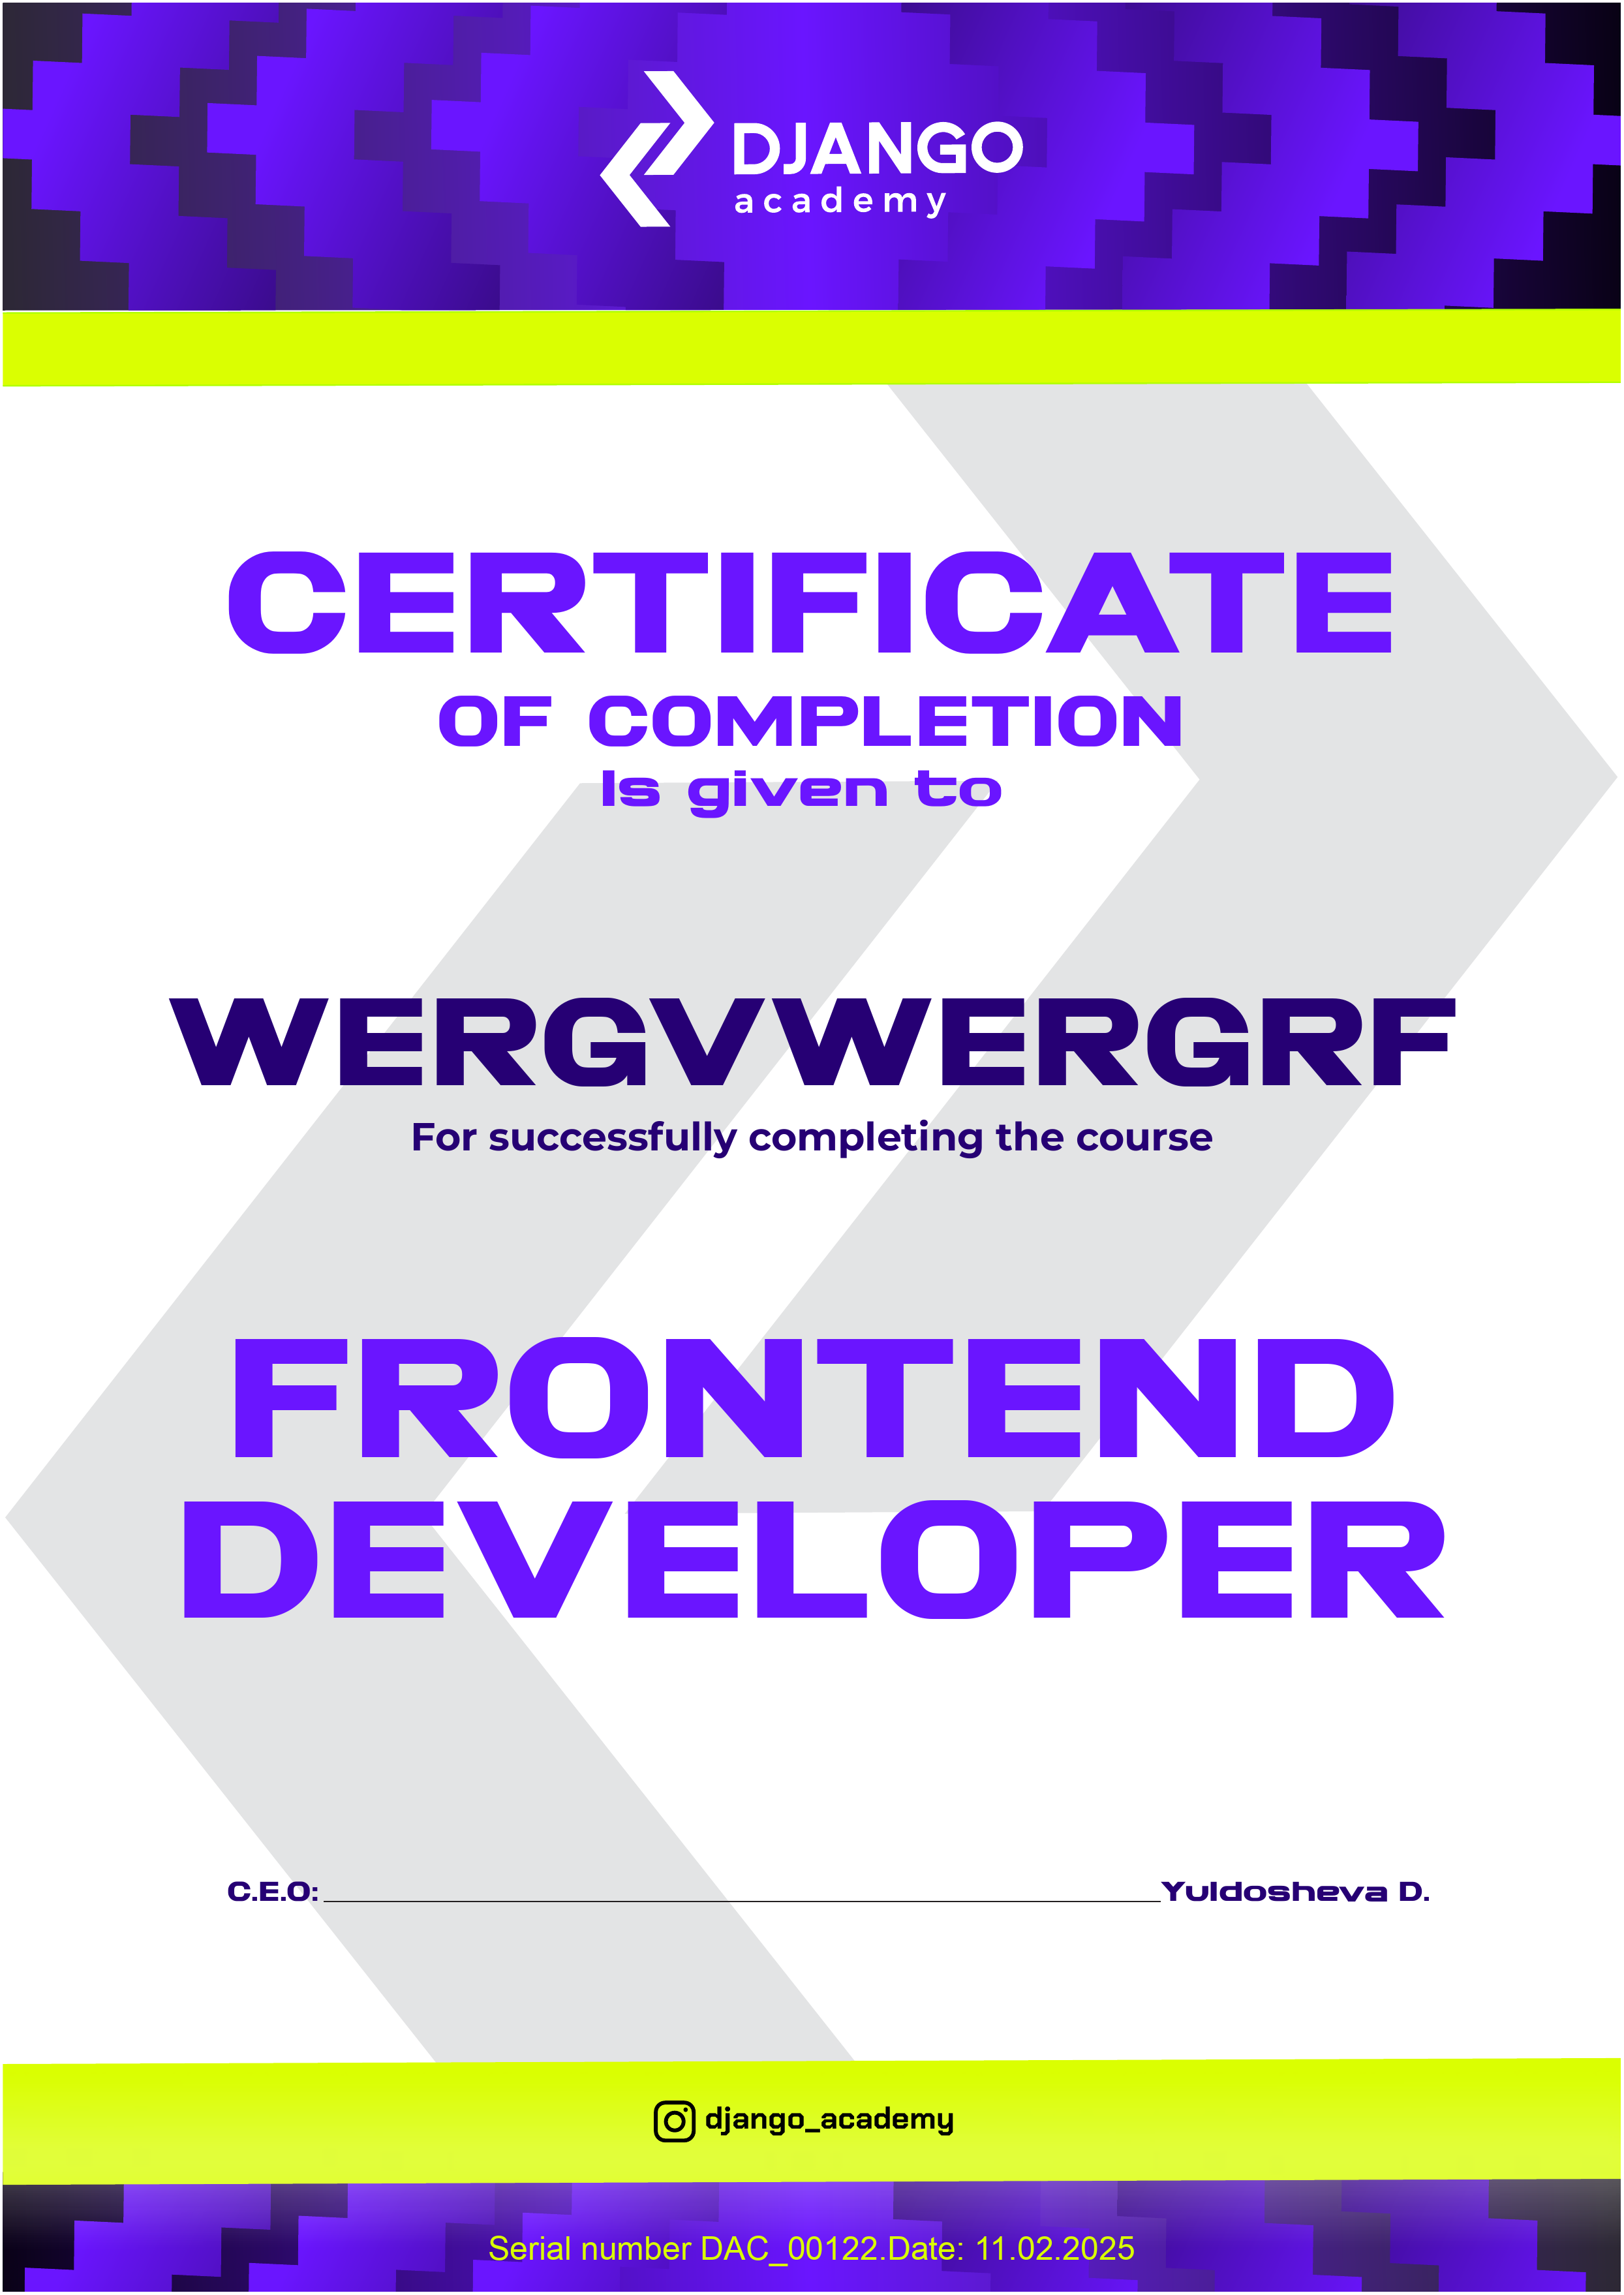 DJANGO
academy
CERTIFICATE
OF COMPLETION
Is given to
WERGVWERGRF
For successfully completing the course
FRONTEND
DEVELOPER
C.E.O: Yuldosheva D.
django_academy
Serial number DAC_00122.Date: 11.02.2025